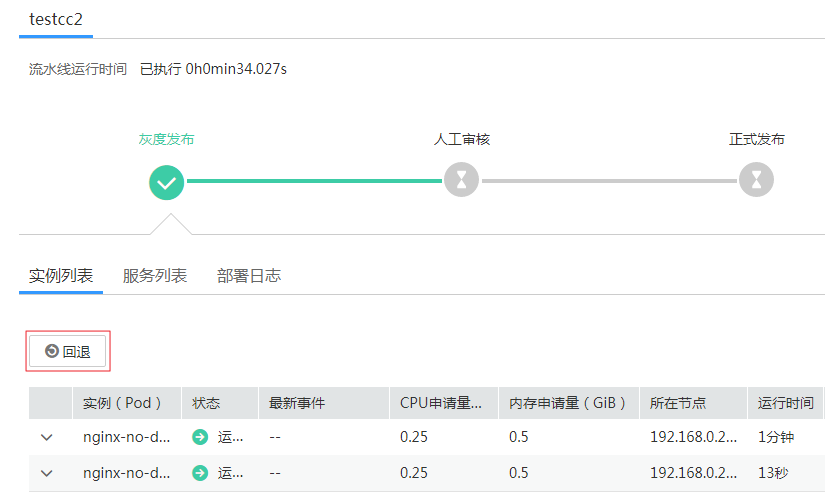 testcc2
流水线运行时间 已执行 0h0min34.027s
灰度发布 人工审核 正式发布
实例列表 服务列表 部署日志
回退
实例（Pod） 状态 最新事件 CPU申请量... 内存申请量（GiB） 所在节点 运行时间
nginx-no-d... 运... -- 0.25 0.5 192.168.0.2... 1分钟
nginx-no-d... 运... -- 0.25 0.5 192.168.0.2... 13秒